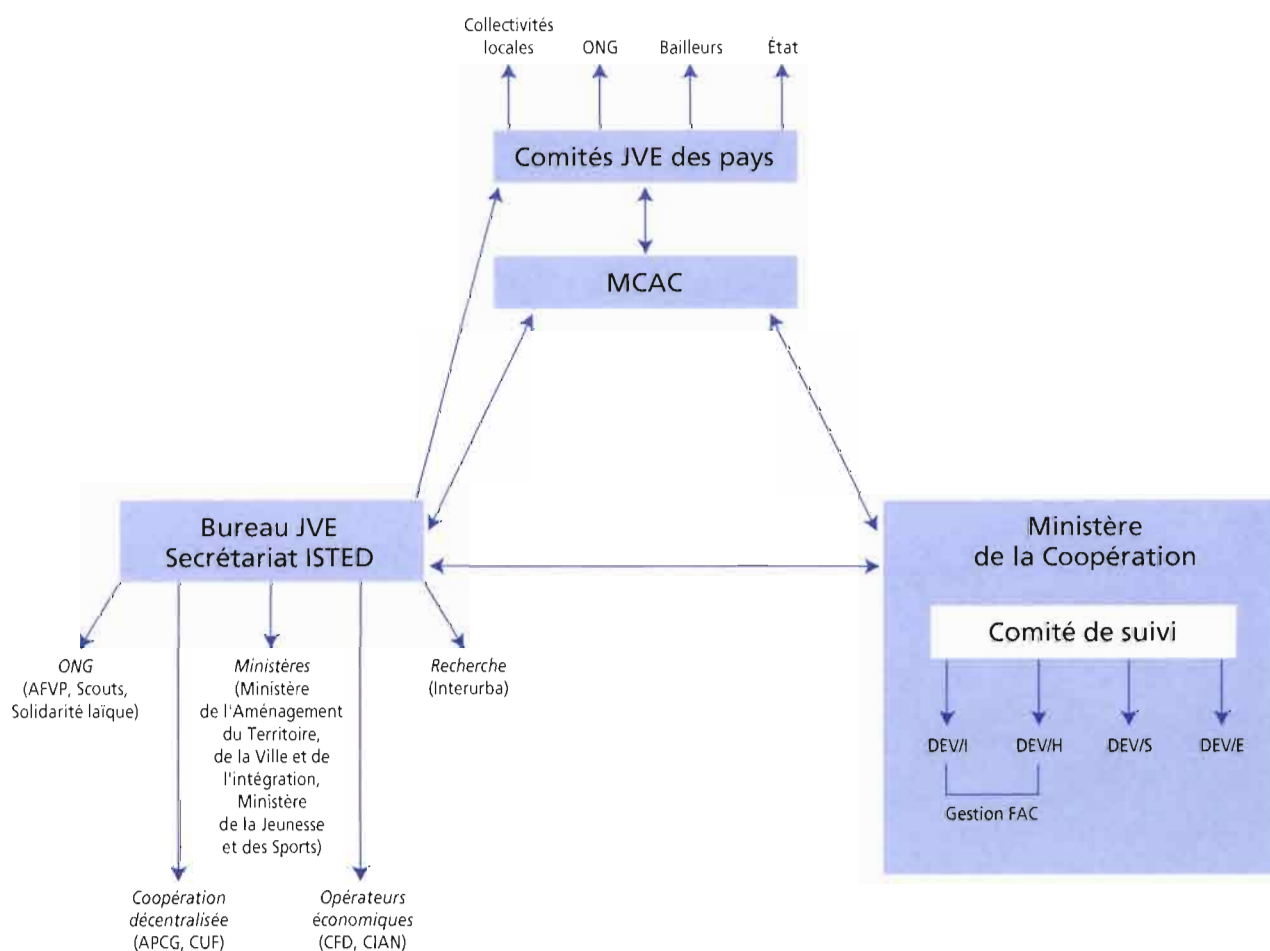 Collectivités
locales
ONG
Bailleurs
État
Comités JVE des pays
MCAC
Bureau JVE
Secrétariat ISTED
Ministère
de la Coopération
Comité de suivi
DEV/I
DEV/H
DEV/S
DEV/E
Gestion FAC
ONG
(AFVP, Scouts,
Solidarité laïque)
Ministères
(Ministère
de l'Aménagement
du Territoire,
de la Ville et de
l'intégration,
Ministère
de la Jeunesse
et des Sports)
Recherche
(Interurba)
Coopération
décentralisée
(APCG, CUF)
Opérateurs
économiques
(CFD, CIAN)